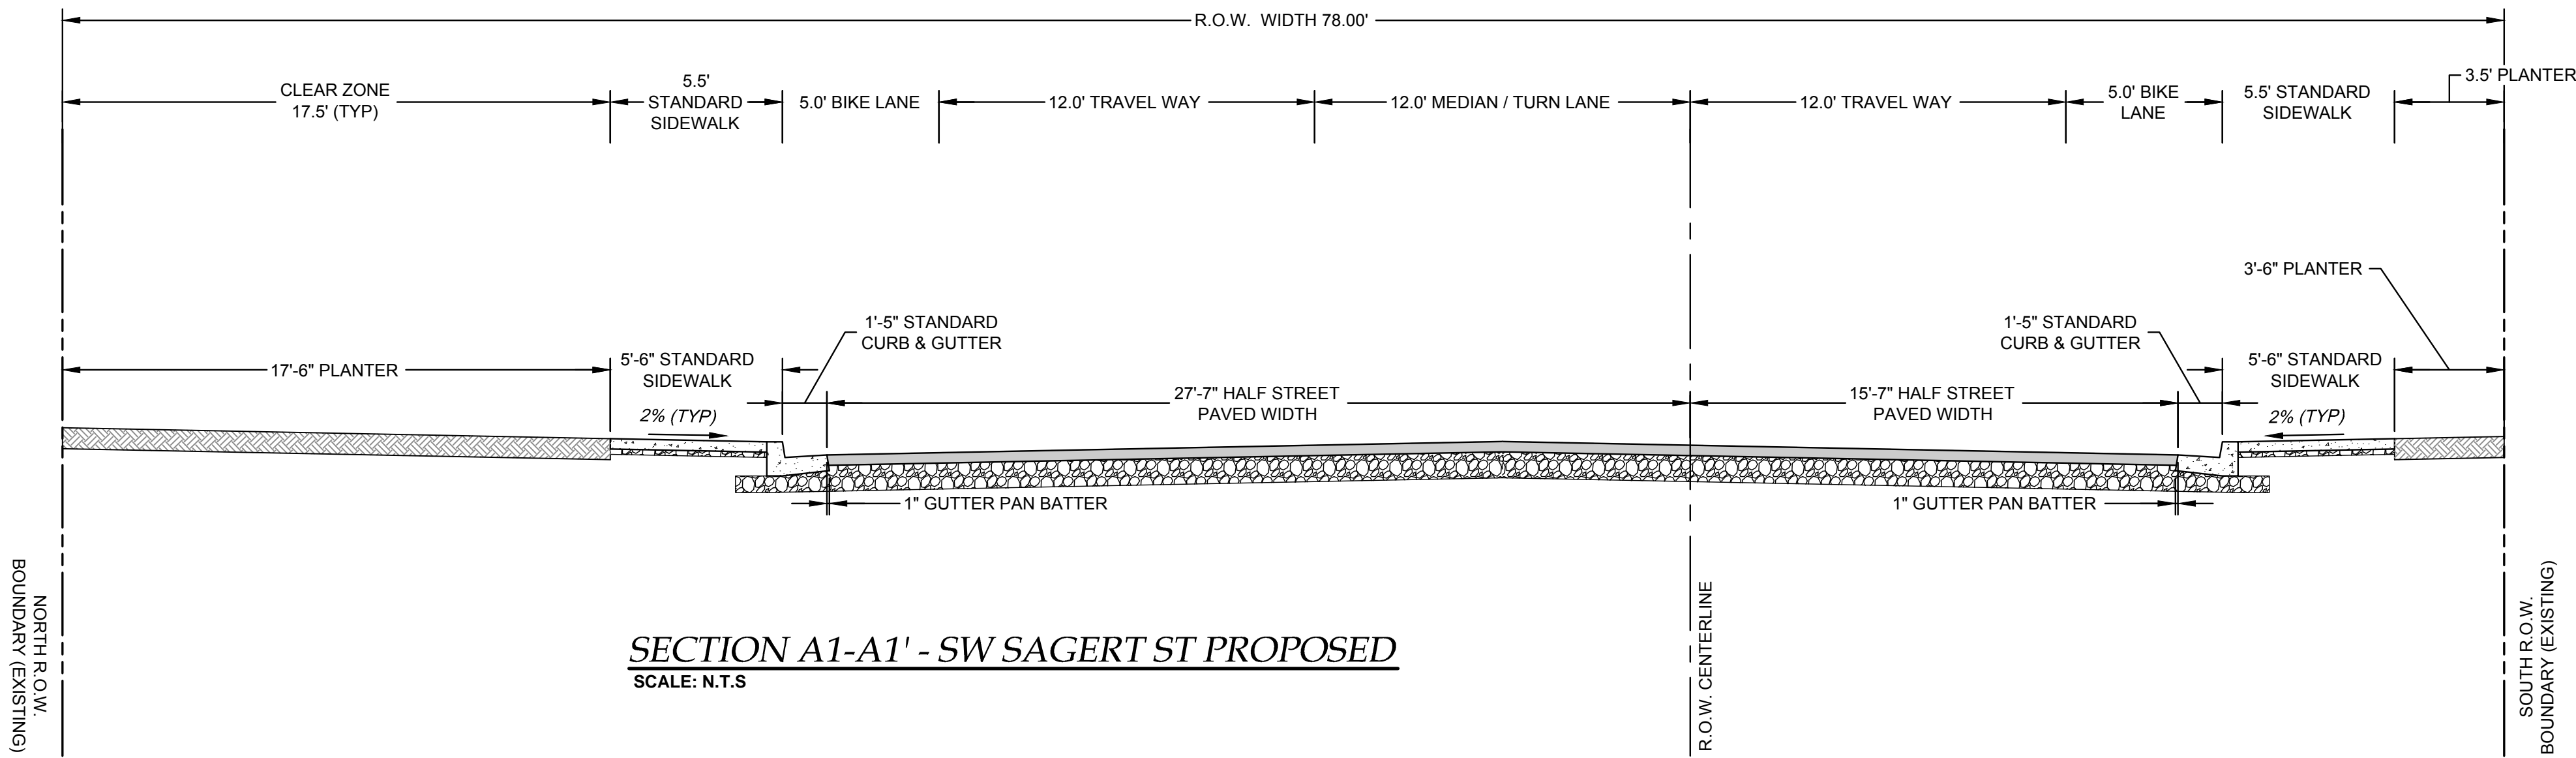 R.O.W.  WIDTH 78.00'
CLEAR ZONE
17.5' (TYP)
5.5'
STANDARD
SIDEWALK
5.0' BIKE LANE
12.0' TRAVEL WAY
12.0' MEDIAN / TURN LANE
12.0' TRAVEL WAY
5.0' BIKE
LANE
5.5' STANDARD
SIDEWALK
3.5' PLANTER
3'-6" PLANTER
17'-6" PLANTER
5'-6" STANDARD
SIDEWALK
1'-5" STANDARD
CURB & GUTTER
27'-7" HALF STREET
PAVED WIDTH
15'-7" HALF STREET
PAVED WIDTH
1'-5" STANDARD
CURB & GUTTER
5'-6" STANDARD
SIDEWALK
2% (TYP)
2% (TYP)
1" GUTTER PAN BATTER
1" GUTTER PAN BATTER
NORTH R.O.W.
BOUNDARY (EXISTING)
R.O.W. CENTERLINE
SOUTH R.O.W.
BOUNDARY (EXISTING)
SECTION A1-A1' - SW SAGERT ST PROPOSED
SCALE: N.T.S